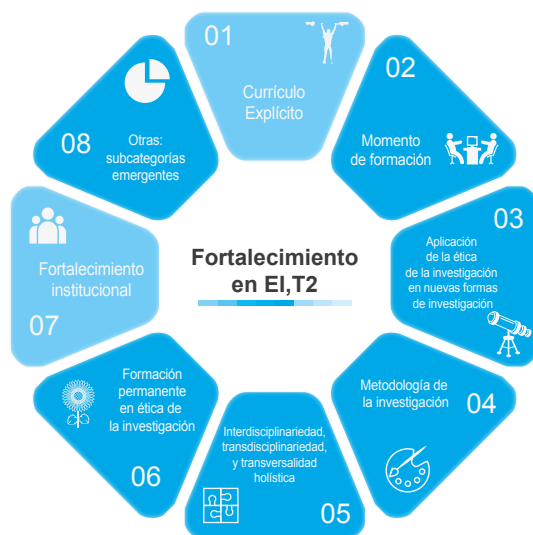 01
Currículo
Explícito
02
Momento
de formación
03
Aplicación
de la ética
de la investigación
en nuevas formas
de investigación
Metodología de
la investigación
04
Interdisciplinariedad,
transdisciplinariedad,
y transversalidad
holística
05
Formación
permanente
en ética de
la investigación
06
Fortalecimiento
institucional
07
08
Otras:
subcategorías
emergentes
Fortalecimiento
en EI,T2